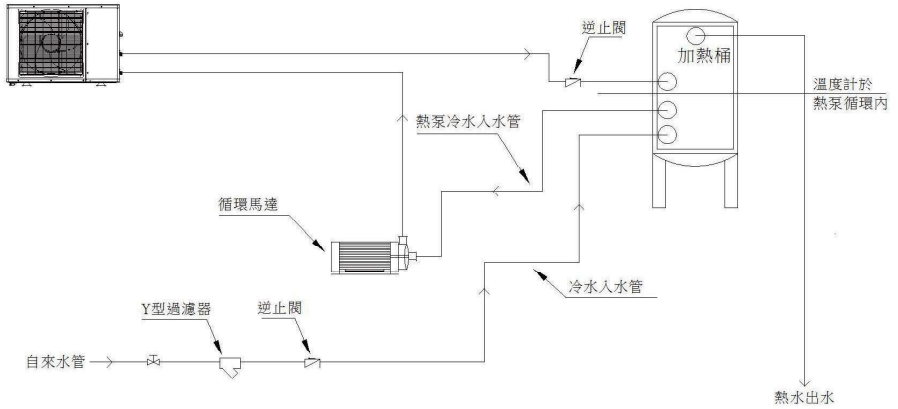 逆止閥
加熱桶
溫度計於
熱泵循環內
熱泵冷水入水管
循環馬達
冷水入水管
Y型過濾器
逆止閥
自來水管
熱水出水